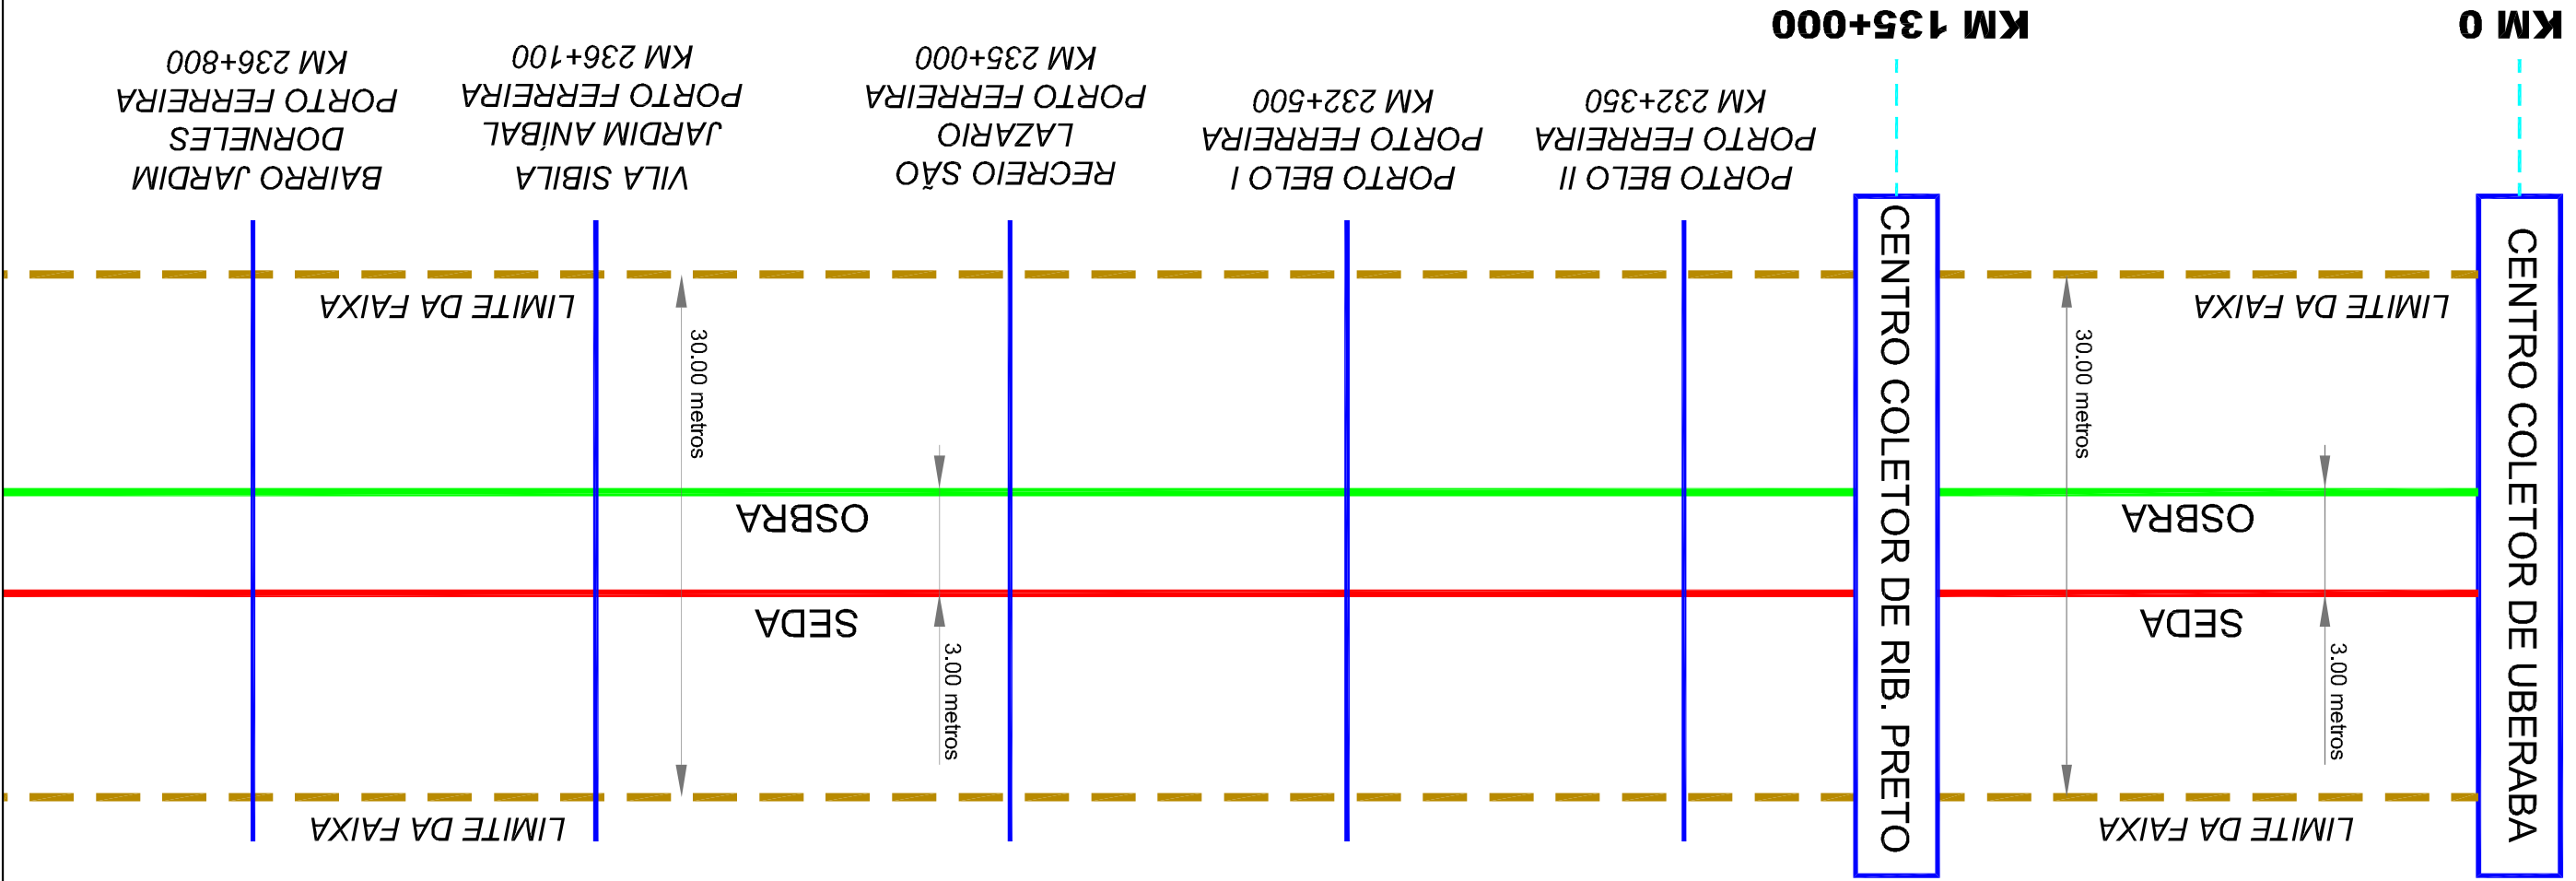 CENTRO COLETOR DE UBERABA
KM 0
LIMITE DA FAIXA
3.00 metros
SEDA
OSBRA
30.00 metros
LIMITE DA FAIXA
CENTRO COLETOR DE RIB. PRETO
KM 135+000
PORTO BELO II
PORTO FERREIRA
KM 232+350
PORTO BELO I
PORTO FERREIRA
KM 232+500
RECREIO SÃO
LAZARIO
PORTO FERREIRA
KM 235+000
3.00 metros
SEDA
OSBRA
30.00 metros
LIMITE DA FAIXA
LIMITE DA FAIXA
VILA SIBILA
JARDIM ANÍBAL
PORTO FERREIRA
KM 236+100
BAIRRO JARDIM
DORNELES
PORTO FERREIRA
KM 236+800